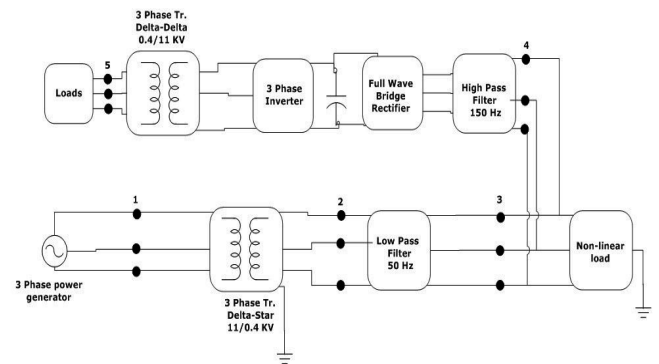 3 Phase Tr.
Delta-Delta
0.4/11 KV
5
Loads
3 Phase
Inverter
Full Wave
Bridge
Rectifier
High Pass
Filter
150 Hz
4
1
2
3
Low Pass
Filter
50 Hz
Non-linear
load
3 Phase power
generator
3 Phase Tr.
Delta-Star
11/0.4 KV